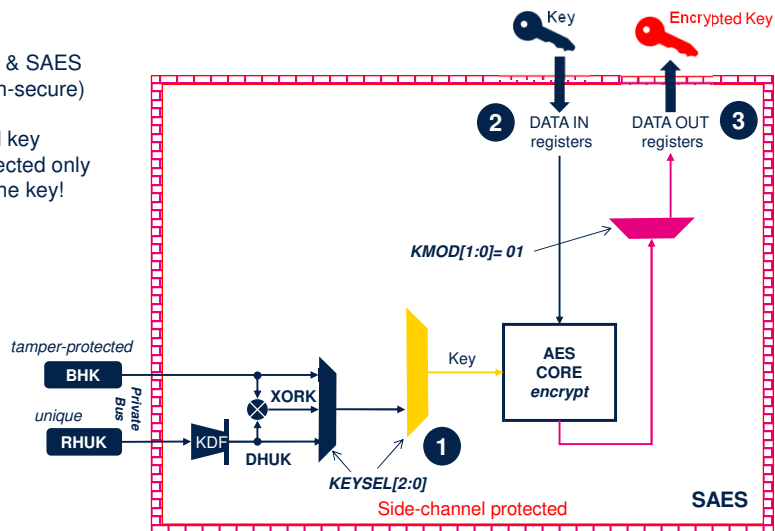 Key
Encrypted Key
& SAES
-secure)
key
ected only
he key!
2
DATA IN
registers
DATA OUT
registers
3
KMOD[1:0]= 01
tamper-protected
BHK
Private
Bus
unique
RHUK
KDF
XORK
DHUK
Key
AES
CORE
encrypt
1
KEYSEL[2:0]
Side-channel protected
SAES